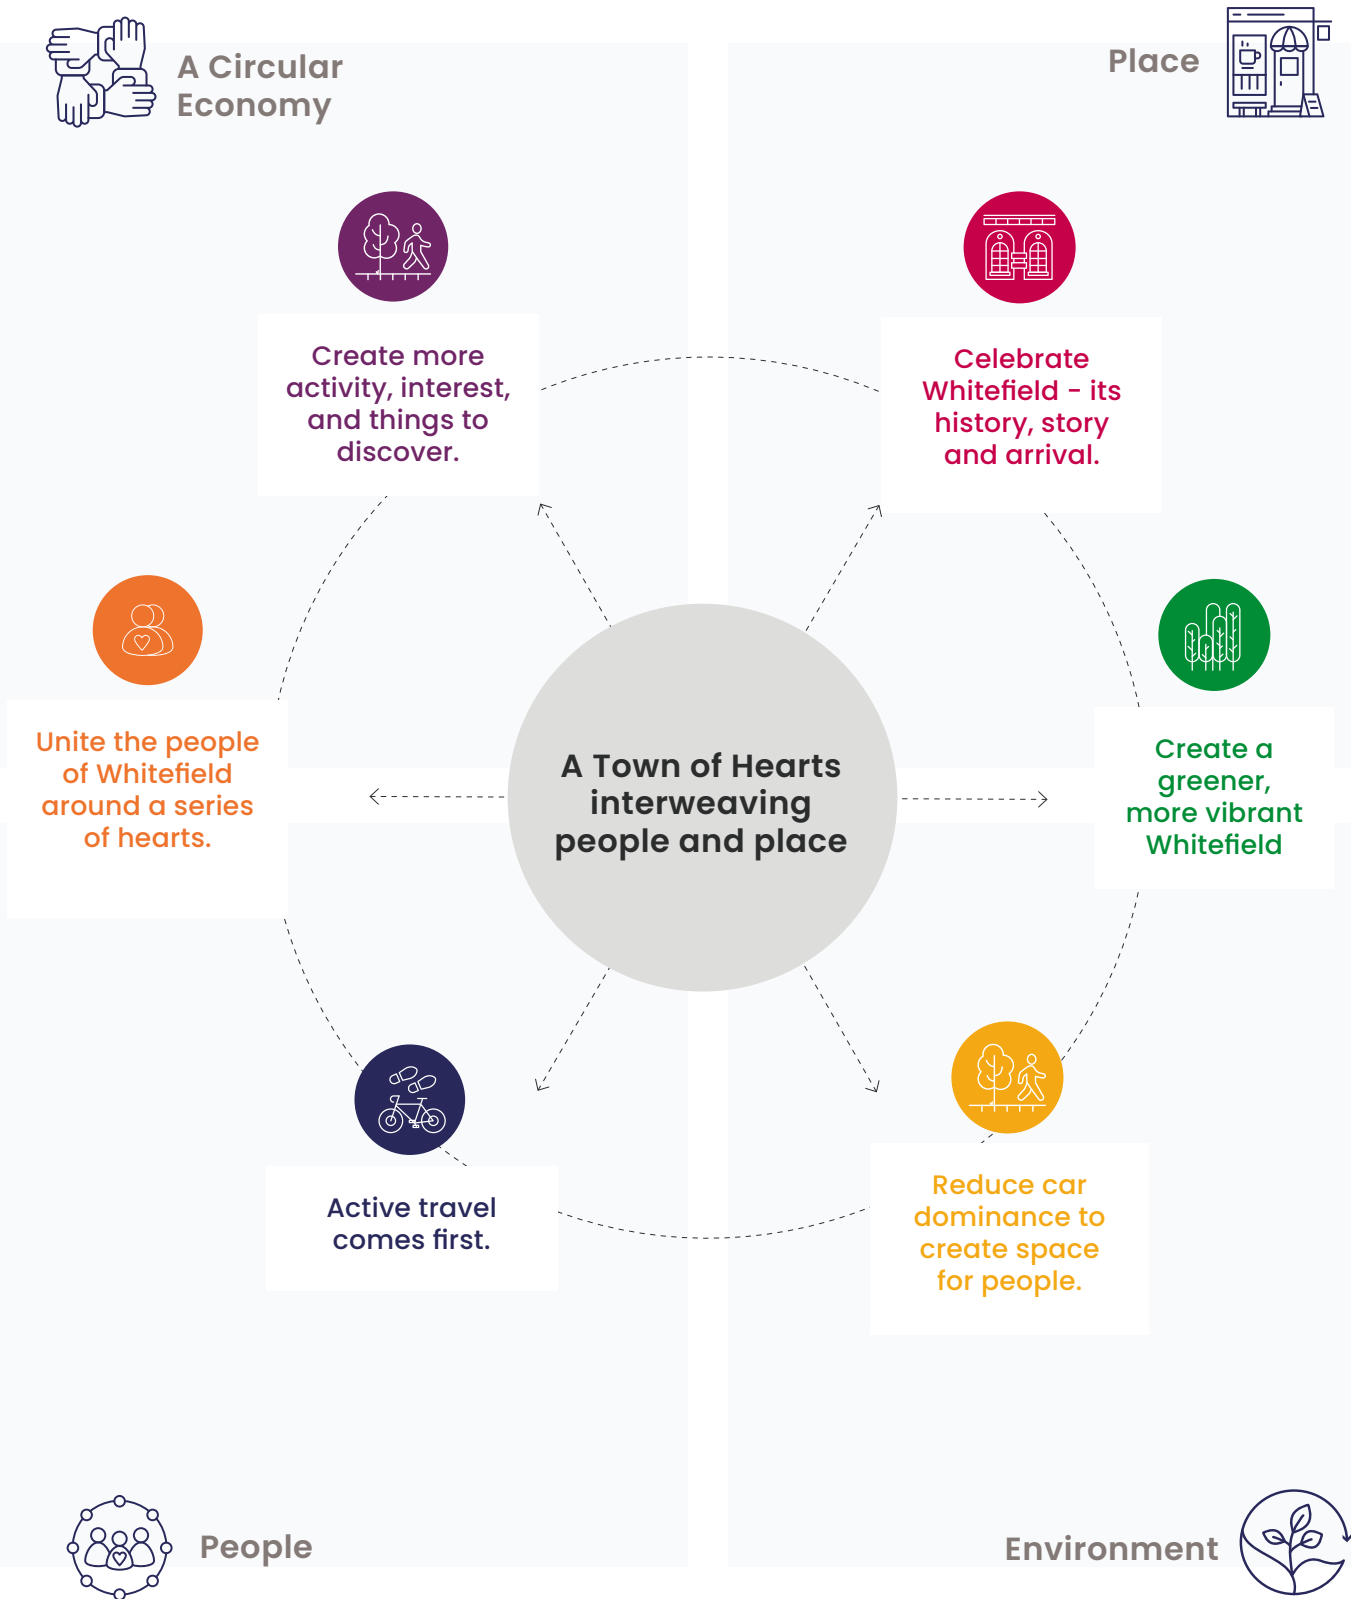 A Circular
Economy
Place
Create more
activity, interest,
and things to
discover.
Celebrate
Whitefield - its
history, story
and arrival.
Unite the people
of Whitefield
around a series
of hearts.
A Town of Hearts
interweaving
people and place
Create a
greener,
more vibrant
Whitefield
Active travel
comes first.
Reduce car
dominance to
create space
for people.
People
Environment